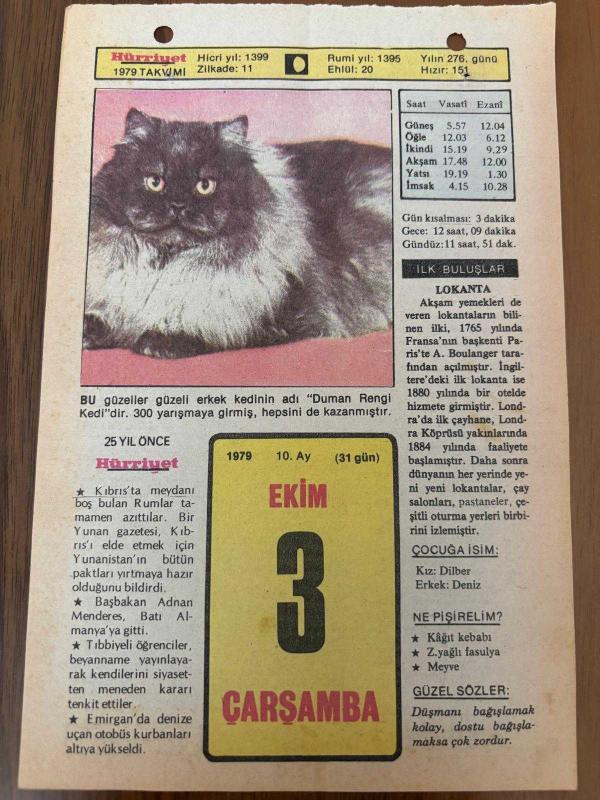 Hürriyet
1979 TAKVİMİ
Hicri yıl: 1399
Zilkade: 11
Rumi yıl: 1395
Eylûl: 20
Yılın 276. günü
Hızır: 151
Saat Vasatî Ezanî
Güneş 5.57 12.04
Öğle 12.03 6.12
İkindi 15.19 9.29
Akşam 17.48 12.00
Yatsı 19.19 1.30
İmsak 4.15 10.28
Gün kısalması: 3 dakika
Gece: 12 saat, 09 dakika
Gündüz: 11 saat, 51 dak.
İLK BULUŞLAR
LOKANTA
Akşam yemekleri de
veren lokantaların bili-
nen ilki, 1765 yılında
Fransa'nın başkenti Pa-
ris'te A. Boulanger tara-
fından açılmıştır. İngil-
tere'deki ilk lokanta ise
1880 yılında bir otelde
hizmete girmiştir. Lond-
ra'da ilk çayhane, Lond-
ra Köprüsü yakınlarında
1884 yılında faaliyete
başlamıştır. Daha sonra
dünyanın her yerinde ye-
ni yeni lokantalar, çay
salonları, pastaneler, çe-
şitli oturma yerleri birbi-
rini izlemiştir.
ÇOCUĞA İSİM:
Kız: Dilber
Erkek: Deniz
NE PİŞİRELİM?
★ Kâğıt kebabı
★ Z.yağlı fasulya
★ Meyve
GÜZEL SÖZLER:
Düşmanı bağışlamak
kolay, dostu bağışla-
maksa çok zordur.
BU güzeller güzeli erkek kedinin adı "Duman Rengi
Kedi"dir. 300 yarışmaya girmiş, hepsini de kazanmıştır.
25 YIL ÖNCE
Hürriyet
★ Kıbrıs'ta meydanı
boş bulan Rumlar ta-
mamen azıttılar. Bir
Yunan gazetesi, Kıb-
rıs'ı elde etmek için
Yunanistan'ın bütün
paktları yırtmaya hazır
olduğunu bildirdi.
★ Başbakan Adnan
Menderes, Batı Al-
manya'ya gitti.
★ Tıbbiyeli öğrenciler,
beyanname yayınlaya-
rak kendilerini siyaset-
ten meneden kararı
tenkit ettiler.
★ Emirgan'da denize
uçan otobüs kurbanları
altıya yükseldi.
1979 10. Ay (31 gün)
EKİM
3
ÇARŞAMBA